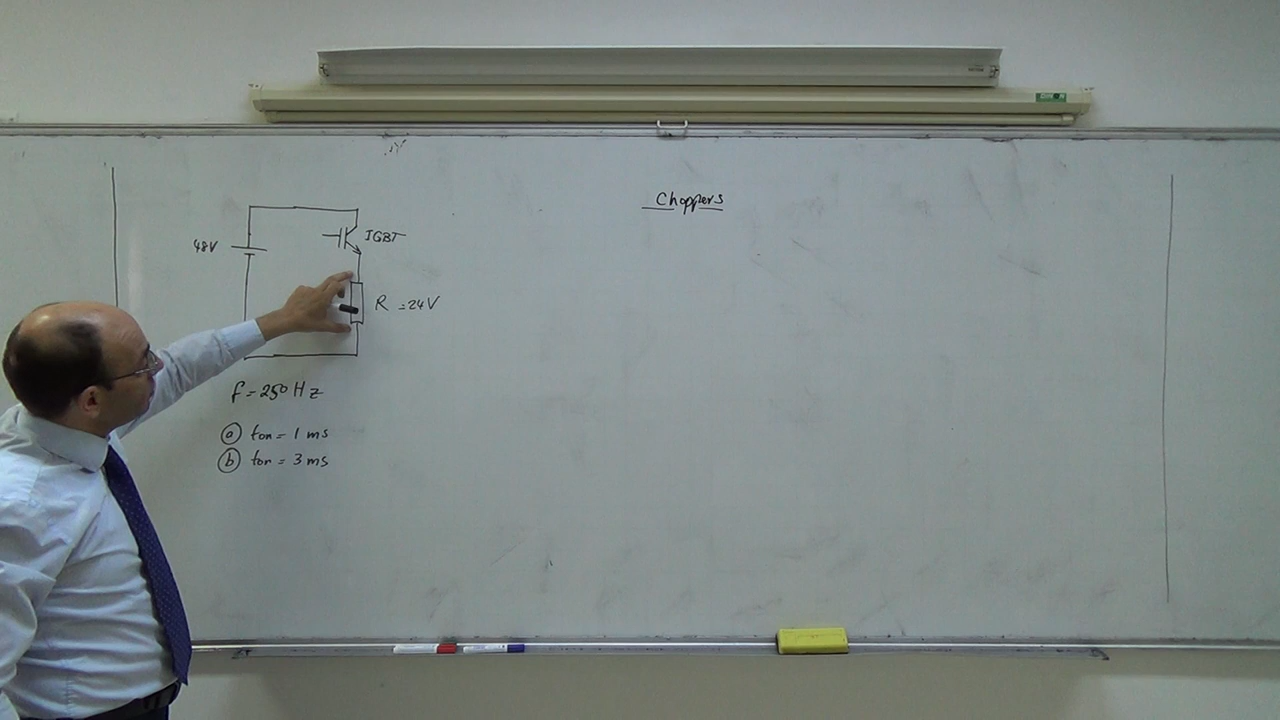 Choppers
48V
IGBT
R = 24V
f = 250 Hz
ⓐ ton = 1 ms
ⓑ ton = 3 ms